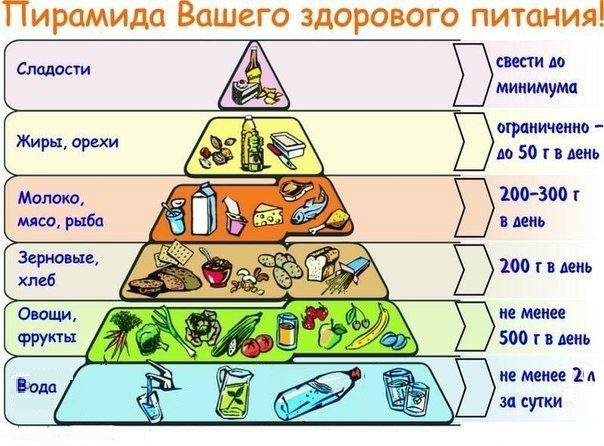 Пирамида Вашего здорового питания!
Сладости
свести до
минимума
Жиры, орехи
ограниченно –
до 50 г в день
Молоко,
мясо, рыба
200–300 г
в день
Зерновые,
хлеб
200 г в день
Овощи,
фрукты
не менее
500 г в день
Вода
не менее 2 л
за сутки